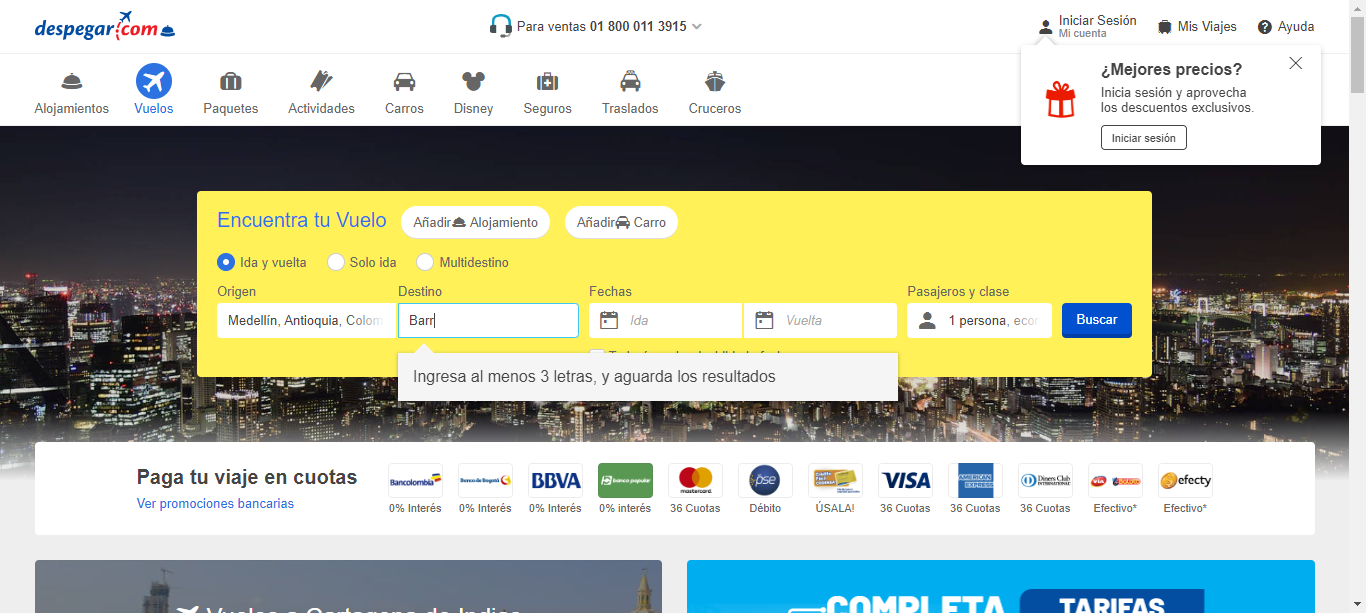 despegar.com
Para ventas 01 800 011 3915
Iniciar Sesión
Mi cuenta
Mis Viajes
Ayuda
Alojamientos
Vuelos
Paquetes
Actividades
Carros
Disney
Seguros
Traslados
Cruceros
¿Mejores precios?
Inicia sesión y aprovecha
los descuentos exclusivos.
Iniciar sesión
Encuentra tu Vuelo
Añadir Alojamiento
Añadir Carro
Ida y vuelta
Solo ida
Multidestino
Origen
Destino
Fechas
Pasajeros y clase
Medellín, Antioquia, Colom
Barr
Ida
Vuelta
1 persona, econ
Buscar
Ingresa al menos 3 letras, y aguarda los resultados
Paga tu viaje en cuotas
Ver promociones bancarias
Bancolombia
Banco de Bogotá
BBVA
banco popular
mastercard
pse
VISA
AMERICAN EXPRESS
Diners Club
INTERNATIONAL
via
efecty
0% Interés
0% Interés
0% Interés
0% interés
36 Cuotas
Débito
ÚSALA!
36 Cuotas
36 Cuotas
36 Cuotas
Efectivo*
Efectivo*
Vuelos a Cartagena de Indias
COMPLETA
TARIFAS